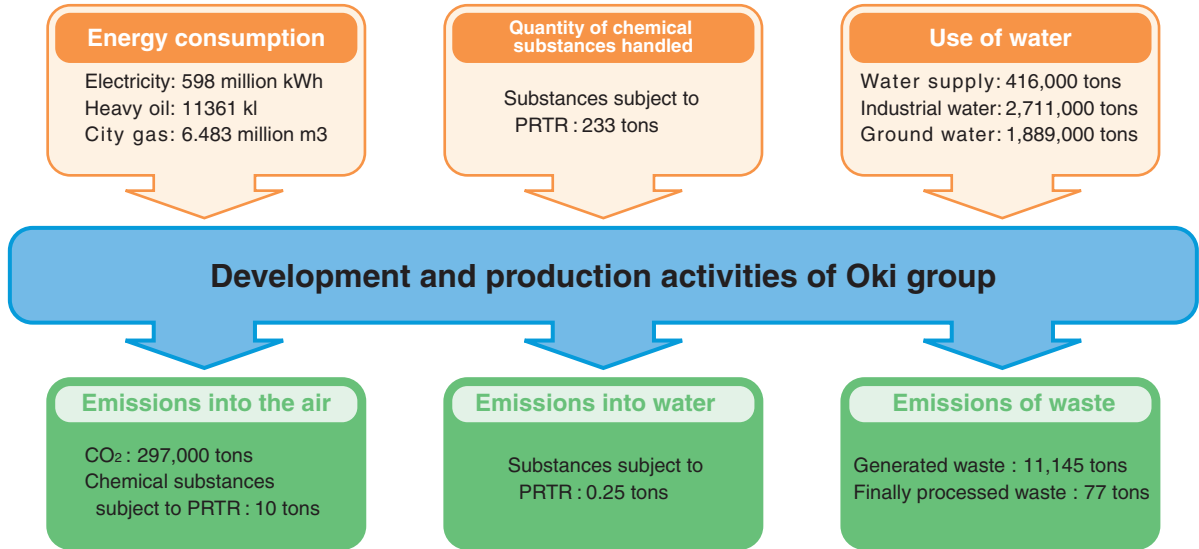 Energy consumption
Electricity: 598 million kWh
Heavy oil: 11361 kl
City gas: 6.483 million m3
Quantity of chemical
substances handled
Substances subject to
PRTR : 233 tons
Use of water
Water supply: 416,000 tons
Industrial water: 2,711,000 tons
Ground water: 1,889,000 tons
Development and production activities of Oki group
Emissions into the air
CO2 : 297,000 tons
Chemical substances
subject to PRTR : 10 tons
Emissions into water
Substances subject to
PRTR : 0.25 tons
Emissions of waste
Generated waste : 11,145 tons
Finally processed waste : 77 tons